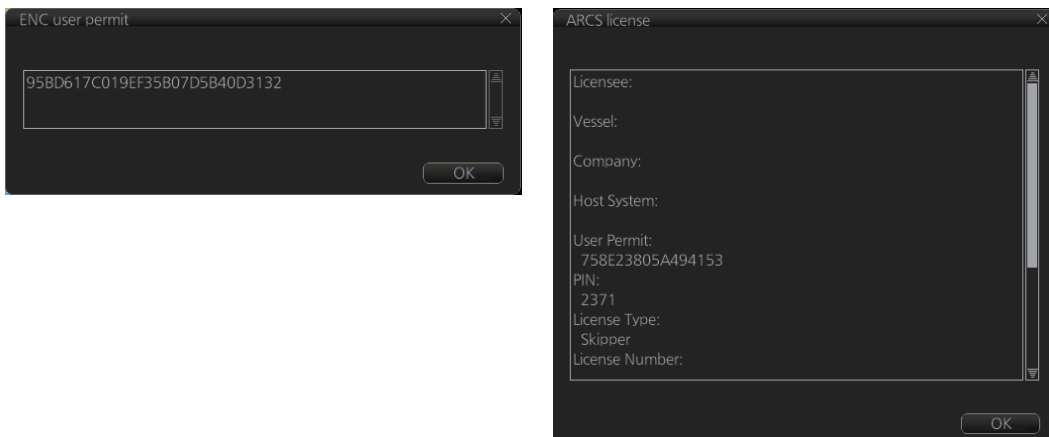 ENC user permit
95BD617C019EF35B07D5B40D3132
OK
ARCS license
Licensee:
Vessel:
Company:
Host System:
User Permit:
758E23805A494153
PIN:
2371
License Type:
Skipper
License Number:
OK